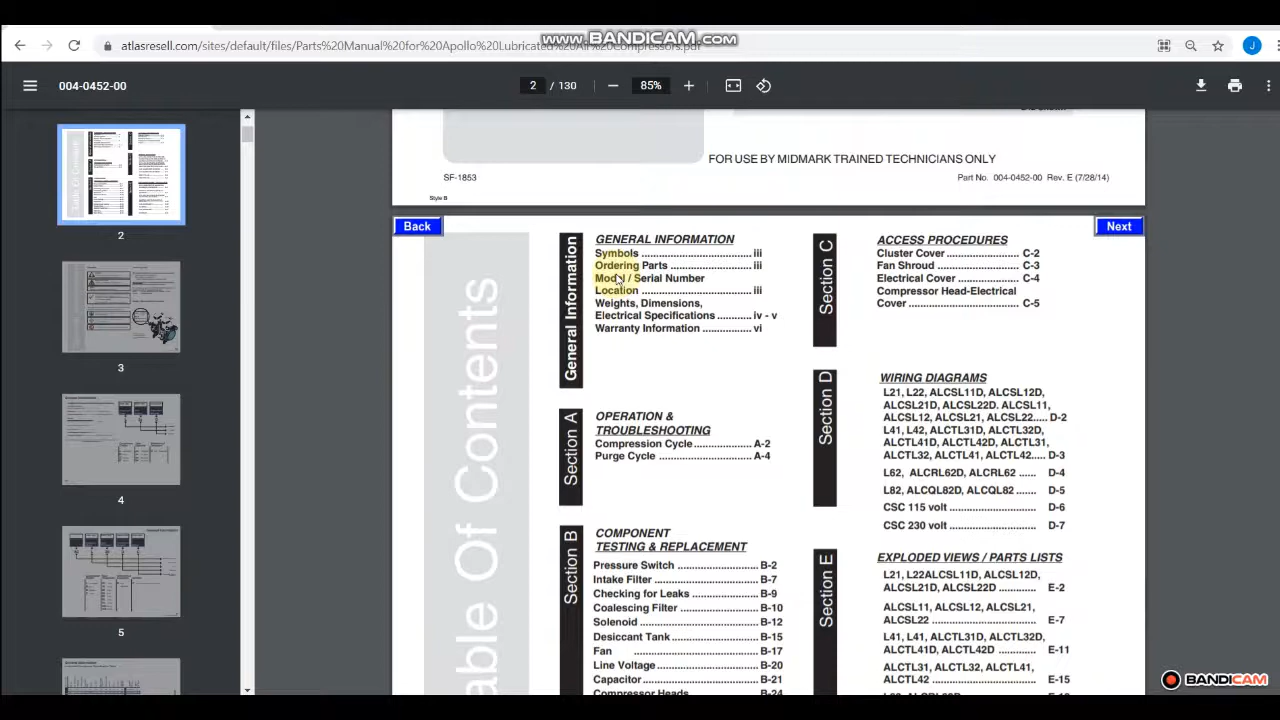 www.BANDICAM.com
atlasresell.com/sites/default/files/Parts%20Manual%20for%20Apollo%20Lubricated%20Air%20Compressors.pdf
J
004-0452-00
2 / 130
85%
2
3
4
5
FOR USE BY MIDMARK TRAINED TECHNICIANS ONLY
SF-1853
Part No. 004-0452-00 Rev. E (7/28/14)
Style B
Back
Next
able Of Contents
General Information
GENERAL INFORMATION
Symbols .................................. iii
Ordering Parts ......................... iii
Model / Serial Number
Location .................................. iii
Weights, Dimensions,
Electrical Specifications ........... iv - v
Warranty Information ................ vi
Section A
OPERATION &
TROUBLESHOOTING
Compression Cycle ................... A-2
Purge Cycle ............................. A-4
Section B
COMPONENT
TESTING & REPLACEMENT
Pressure Switch ........................ B-2
Intake Filter .............................. B-7
Checking for Leaks .................... B-9
Coalescing Filter ....................... B-10
Solenoid ................................... B-12
Desiccant Tank ......................... B-15
Fan .................................. B-17
Line Voltage ............................. B-20
Capacitor ................................. B-21
Compressor Heads .................... B-24
Section C
ACCESS PROCEDURES
Cluster Cover ........................ C-2
Fan Shroud ........................... C-3
Electrical Cover ..................... C-4
Compressor Head-Electrical
Cover ................................... C-5
Section D
WIRING DIAGRAMS
L21, L22, ALCSL11D, ALCSL12D,
ALCSL21D, ALCSL22D. ALCSL11,
ALCSL12, ALCSL21, ALCSL22..... D-2
L41, L42, ALCTL31D, ALCTL32D,
ALCTL41D, ALCTL42D, ALCTL31,
ALCTL32, ALCTL41, ALCTL42..... D-3
L62, ALCRL62D, ALCRL62 ...... D-4
L82, ALCQL82D, ALCQL82 ....... D-5
CSC 115 volt ........................... D-6
CSC 230 volt ........................... D-7
Section E
EXPLODED VIEWS / PARTS LISTS
L21, L22ALCSL11D, ALCSL12D,
ALCSL21D, ALCSL22D ............ E-2
ALCSL11, ALCSL12, ALCSL21,
ALCSL22 ................................ E-7
L41, L41, ALCTL31D, ALCTL32D,
ALCTL41D, ALCTL42D ............ E-11
ALCTL31, ALCTL32, ALCTL41,
ALCTL42 ................................ E-15
BANDICAM